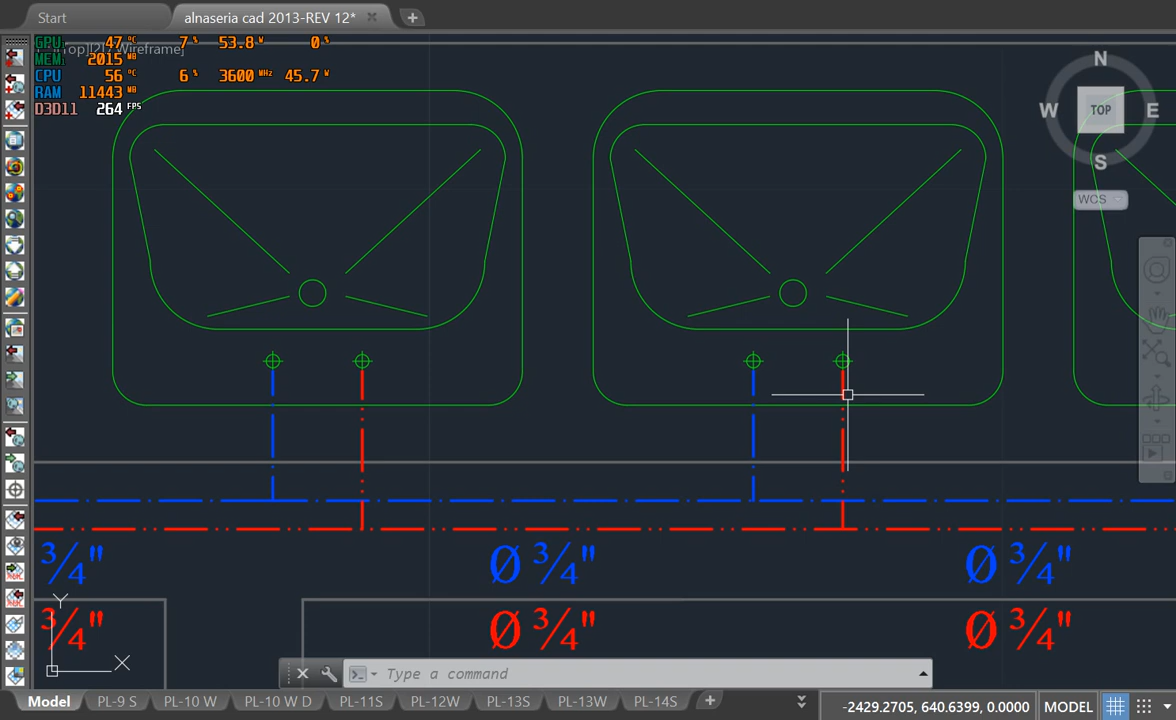 Start
alnaseria cad 2013-REV 12*
GPU 47 °C 7 % 53.8 W 0 %
[Top][2D Wireframe]
MEM 2015 MB
CPU 56 °C 6 % 3600 MHz 45.7 W
RAM 11443 MB
D3D11 264 FPS
N
W TOP E
S
WCS
3/4" Ø 3/4" Ø 3/4"
3/4" Ø 3/4" Ø 3/4"
Y
X
Type a command
Model PL-9 S PL-10 W PL-10 W D PL-11S PL-12W PL-13S PL-13W PL-14S
-2429.2705, 640.6399, 0.0000 MODEL